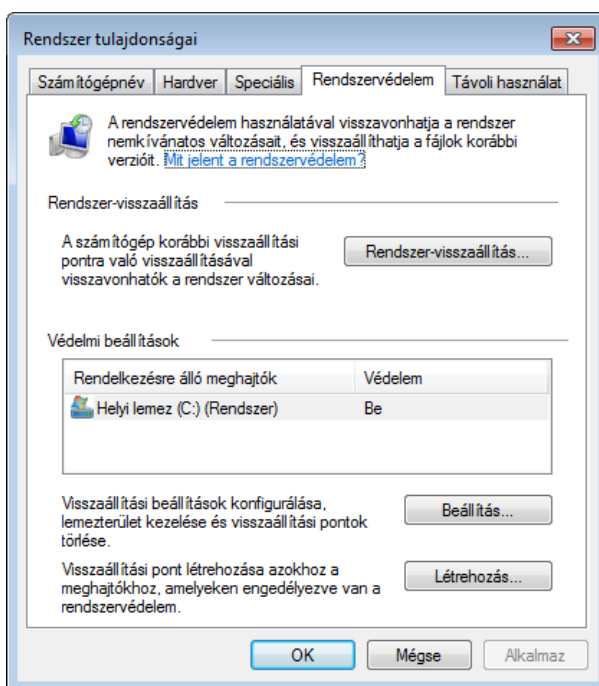 Rendszer tulajdonságai
Számítógépnév Hardver Speciális Rendszervédelem Távoli használat
A rendszervédelem használatával visszavonhatja a rendszer
nemkívánatos változásait, és visszaállíthatja a fájlok korábbi
verzióit. Mit jelent a rendszervédelem?
Rendszer-visszaállítás
A számítógép korábbi visszaállítási
pontra való visszaállításával
visszavonhatók a rendszer változásai.
Rendszer-visszaállítás...
Védelmi beállítások
Rendelkezésre álló meghajtók Védelem
Helyi lemez (C:) (Rendszer) Be
Visszaállítási beállítások konfigurálása,
lemezterület kezelése és visszaállítási pontok
törlése.
Beállítás...
Visszaállítási pont létrehozása azokhoz a
meghajtókhoz, amelyeken engedélyezve van a
rendszervédelem.
Létrehozás...
OK Mégse Alkalmaz